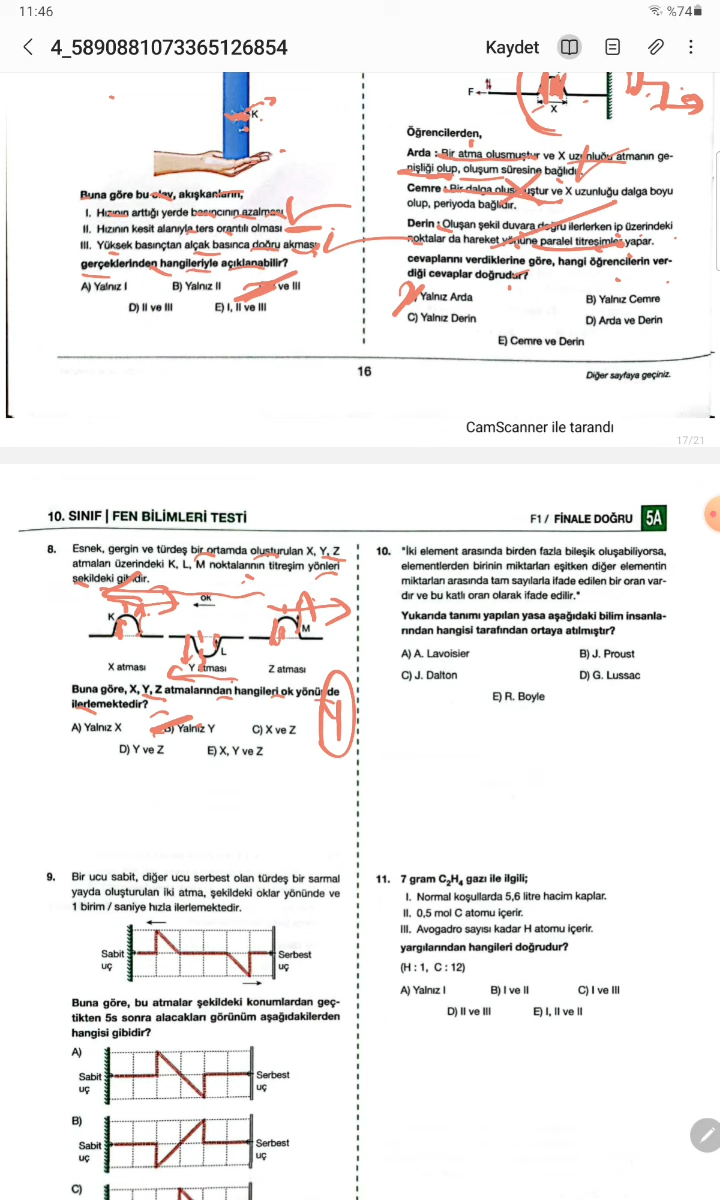 11:46
%74
4_5890881073365126854
Kaydet
K
Buna göre bu olay, akışkanların,
I. Hızının arttığı yerde basıncının azalması
II. Hızının kesit alanıyla ters orantılı olması
III. Yüksek basınçtan alçak basınca doğru akması
gerçeklerinden hangileriyle açıklanabilir?
A) Yalnız I B) Yalnız II ve III
D) II ve III E) I, II ve III
F
X
Öğrencilerden,
Arda : Bir atma oluşmuştur ve X uzunluğu atmanın ge-
nişliği olup, oluşum süresine bağlıdır.
Cemre : Bir dalga oluşmuştur ve X uzunluğu dalga boyu
olup, periyoda bağlıdır.
Derin : Oluşan şekil duvara doğru ilerlerken ip üzerindeki
noktalar da hareket yönüne paralel titreşimler yapar.
cevaplarını verdiklerine göre, hangi öğrencilerin ver-
diği cevaplar doğrudur?
Yalnız Arda B) Yalnız Cemre
C) Yalnız Derin D) Arda ve Derin
E) Cemre ve Derin
16
Diğer sayfaya geçiniz.
CamScanner ile tarandı
17/21
10. SINIF | FEN BİLİMLERİ TESTİ
F1 / FİNALE DOĞRU 5A
8. Esnek, gergin ve türdeş bir ortamda oluşturulan X, Y, Z
atmaları üzerindeki K, L, M noktalarının titreşim yönleri
şekildeki gibidir.
OK
K
L
M
X atması Y atması Z atması
Buna göre, X, Y, Z atmalarından hangileri ok yönünde
ilerlemektedir?
A) Yalnız X B) Yalnız Y C) X ve Z
D) Y ve Z E) X, Y ve Z
9. Bir ucu sabit, diğer ucu serbest olan türdeş bir sarmal
yayda oluşturulan iki atma, şekildeki oklar yönünde ve
1 birim / saniye hızla ilerlemektedir.
Sabit
uç
Serbest
uç
Buna göre, bu atmalar şekildeki konumlardan geç-
tikten 5s sonra alacakları görünüm aşağıdakilerden
hangisi gibidir?
A)
Sabit
uç
Serbest
uç
B)
Sabit
uç
Serbest
uç
C)
10. "İki element arasında birden fazla bileşik oluşabiliyorsa,
elementlerden birinin miktarları eşitken diğer elementin
miktarları arasında tam sayılarla ifade edilen bir oran var-
dır ve bu katlı oran olarak ifade edilir."
Yukarıda tanımı yapılan yasa aşağıdaki bilim insanla-
rından hangisi tarafından ortaya atılmıştır?
A) A. Lavoisier B) J. Proust
C) J. Dalton D) G. Lussac
E) R. Boyle
11. 7 gram C₂H₄ gazı ile ilgili;
I. Normal koşullarda 5,6 litre hacim kaplar.
II. 0,5 mol C atomu içerir.
III. Avogadro sayısı kadar H atomu içerir.
yargılarından hangileri doğrudur?
(H : 1, C : 12)
A) Yalnız I B) I ve II C) I ve III
D) II ve III E) I, II ve II